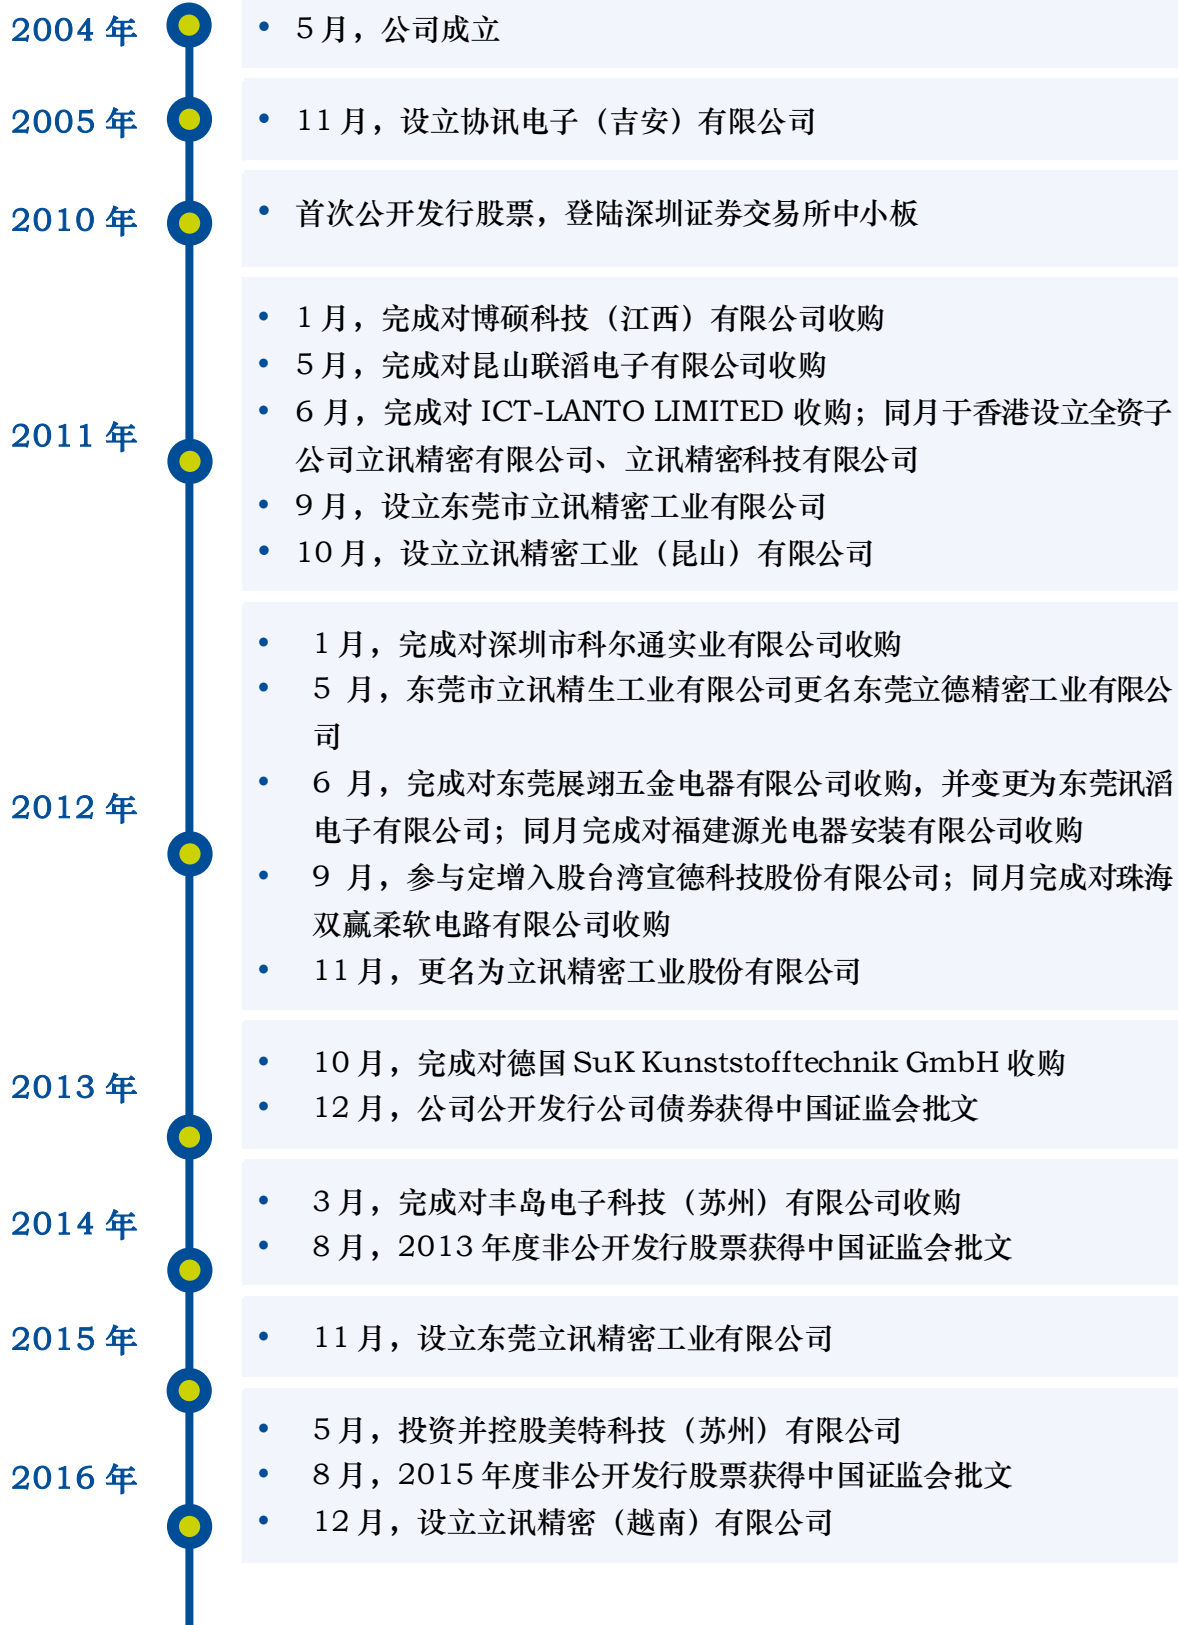 2004 年
• 5 月，公司成立
2005 年
• 11 月，设立协讯电子（吉安）有限公司
2010 年
• 首次公开发行股票，登陆深圳证券交易所中小板
2011 年
• 1 月，完成对博硕科技（江西）有限公司收购
• 5 月，完成对昆山联滔电子有限公司收购
• 6 月，完成对 ICT-LANTO LIMITED 收购；同月于香港设立全资子
公司立讯精密有限公司、立讯精密科技有限公司
• 9 月，设立东莞市立讯精密工业有限公司
• 10 月，设立立讯精密工业（昆山）有限公司
2012 年
• 1 月，完成对深圳市科尔通实业有限公司收购
• 5 月，东莞市立讯精生工业有限公司更名东莞立德精密工业有限公
司
• 6 月，完成对东莞展翊五金电器有限公司收购，并变更为东莞讯滔
电子有限公司；同月完成对福建源光电器安装有限公司收购
• 9 月，参与定增入股台湾宣德科技股份有限公司；同月完成对珠海
双赢柔软电路有限公司收购
• 11 月，更名为立讯精密工业股份有限公司
2013 年
• 10 月，完成对德国 SuK Kunststofftechnik GmbH 收购
• 12 月，公司公开发行公司债券获得中国证监会批文
2014 年
• 3 月，完成对丰岛电子科技（苏州）有限公司收购
• 8 月，2013 年度非公开发行股票获得中国证监会批文
2015 年
• 11 月，设立东莞立讯精密工业有限公司
2016 年
• 5 月，投资并控股美特科技（苏州）有限公司
• 8 月，2015 年度非公开发行股票获得中国证监会批文
• 12 月，设立立讯精密（越南）有限公司